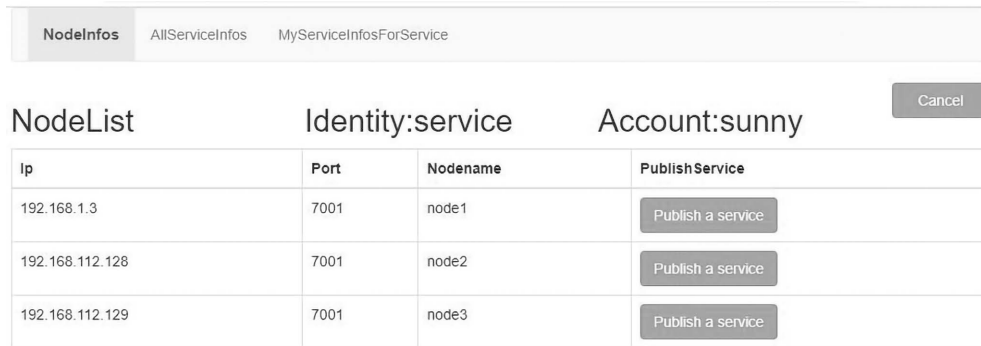 NodeInfos AllServiceInfos MyServiceInfosForService
Cancel
NodeList Identity:service Account:sunny
Ip Port Nodename PublishService
192.168.1.3 7001 node1 Publish a service
192.168.112.128 7001 node2 Publish a service
192.168.112.129 7001 node3 Publish a service